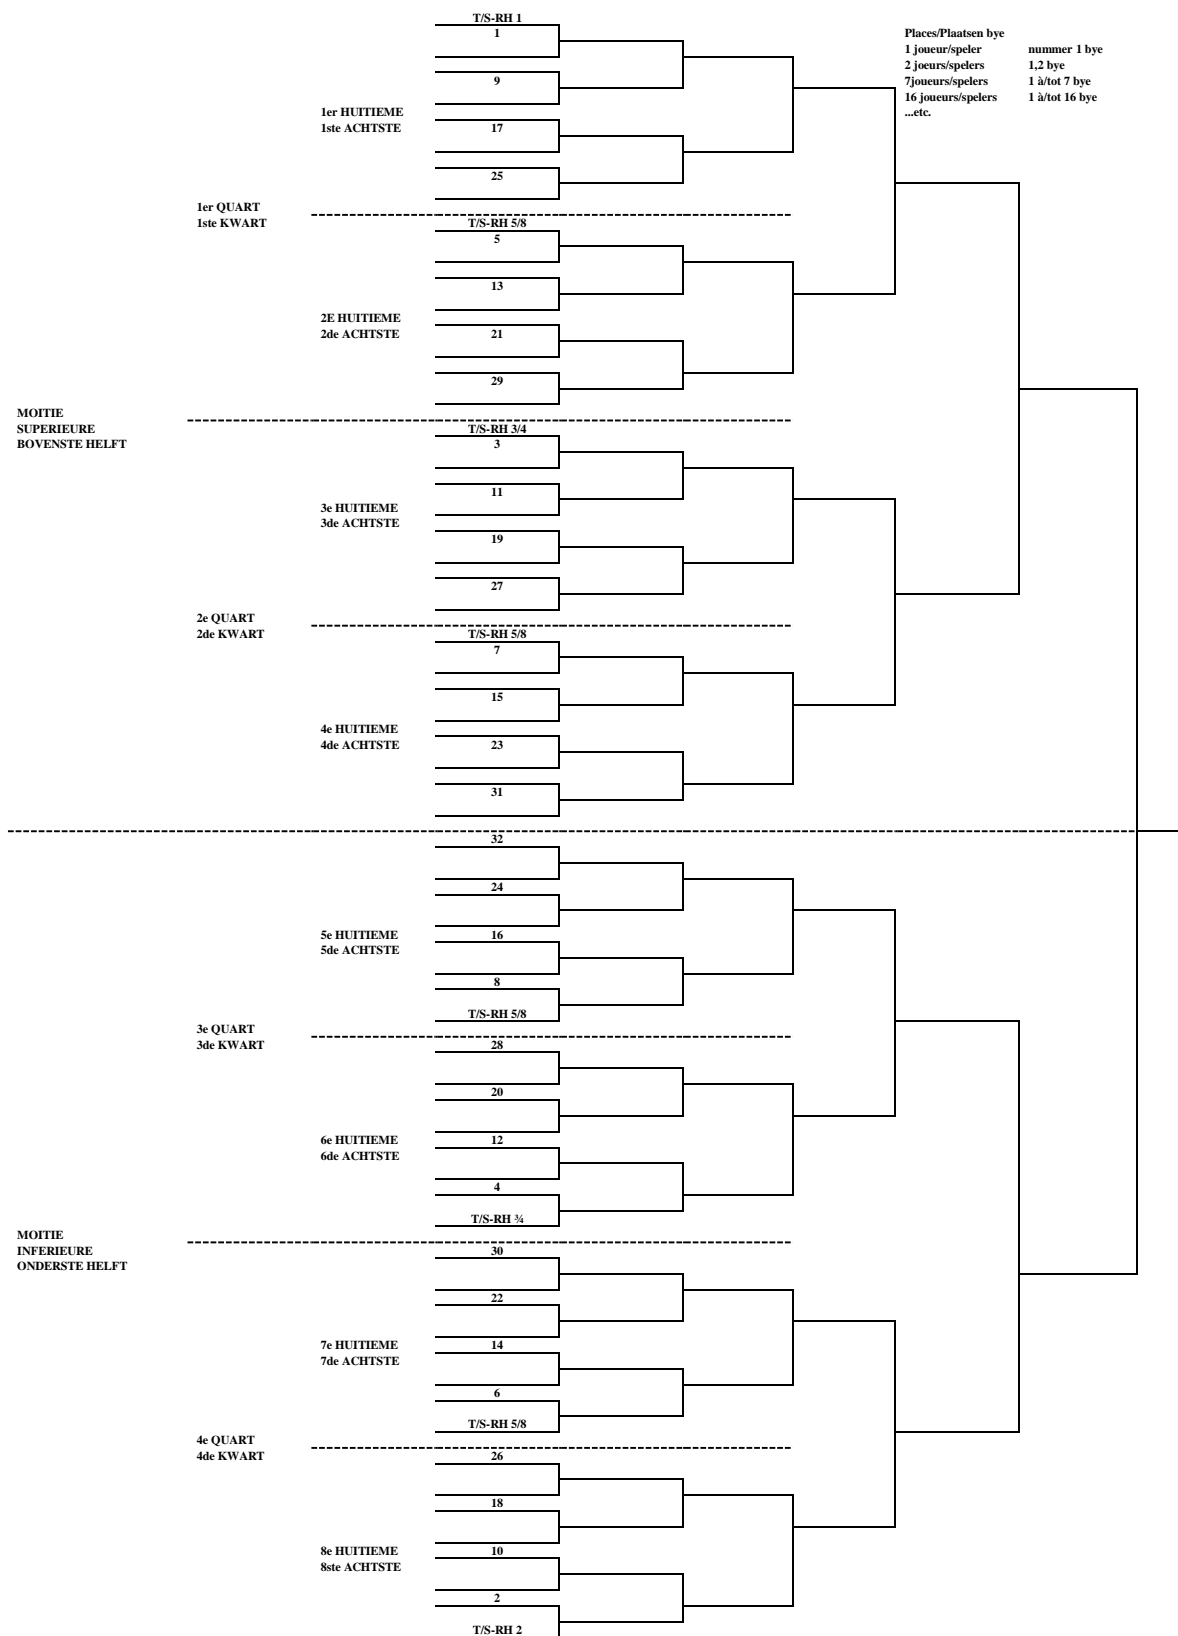 T/S-RH 1
1
Places/Plaatsen bye
1 joueur/speler nummer 1 bye
2 joeurs/spelers 1,2 bye
7joueurs/spelers 1 à/tot 7 bye
16 joueurs/spelers 1 à/tot 16 bye
...etc.
9
1er HUITIEME
1ste ACHTSTE
17
25
1er QUART
1ste KWART
T/S-RH 5/8
5
13
2E HUITIEME
2de ACHTSTE
21
29
MOITIE
SUPERIEURE
BOVENSTE HELFT
T/S-RH 3/4
3
11
3e HUITIEME
3de ACHTSTE
19
27
2e QUART
2de KWART
T/S-RH 5/8
7
15
4e HUITIEME
4de ACHTSTE
23
31
32
24
5e HUITIEME
5de ACHTSTE
16
8
T/S-RH 5/8
3e QUART
3de KWART
28
20
6e HUITIEME
6de ACHTSTE
12
4
T/S-RH ¾
MOITIE
INFERIEURE
ONDERSTE HELFT
30
22
7e HUITIEME
7de ACHTSTE
14
6
T/S-RH 5/8
4e QUART
4de KWART
26
18
8e HUITIEME
8ste ACHTSTE
10
2
T/S-RH 2